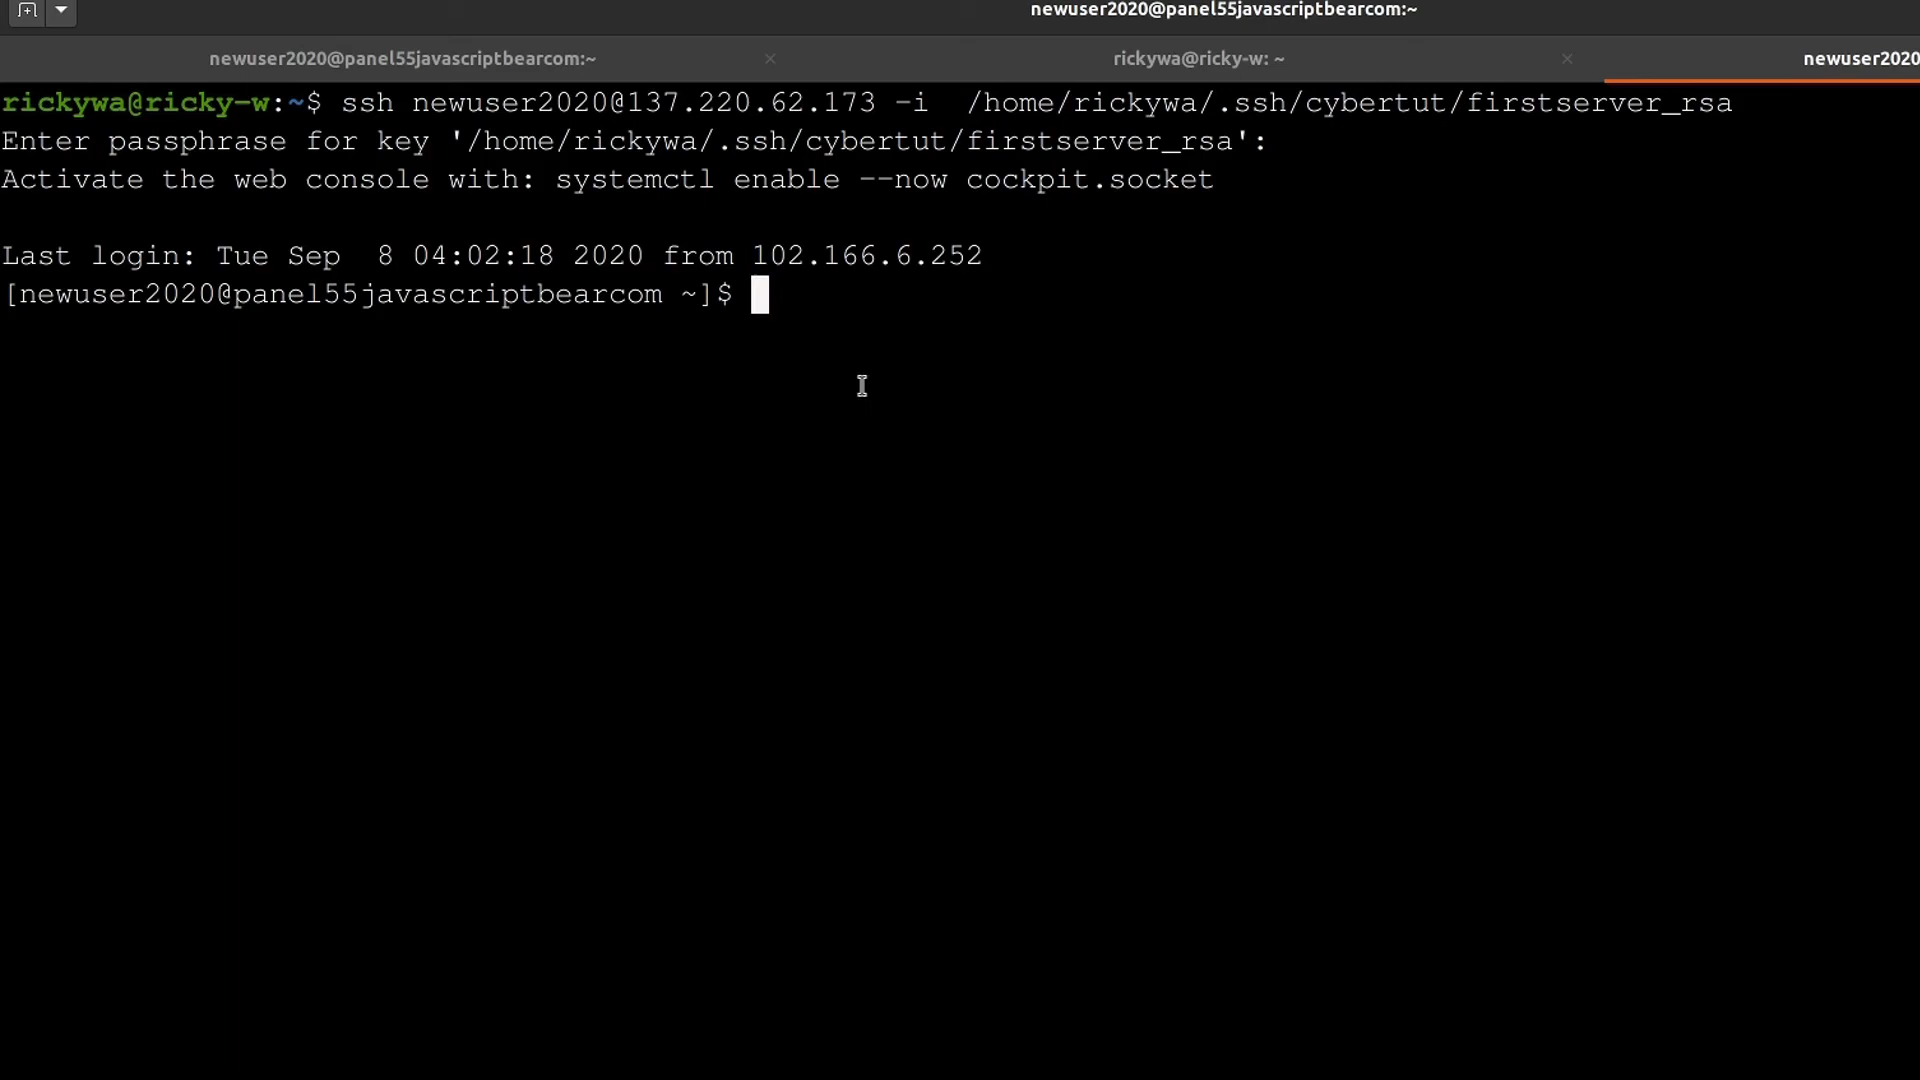 newuser2020@panel55javascriptbearcom:~
newuser2020@panel55javascriptbearcom:~ × rickywa@ricky-w: ~ × newuser2020
rickywa@ricky-w:~$ ssh newuser2020@137.220.62.173 -i  /home/rickywa/.ssh/cybertut/firstserver_rsa
Enter passphrase for key '/home/rickywa/.ssh/cybertut/firstserver_rsa':
Activate the web console with: systemctl enable --now cockpit.socket
Last login: Tue Sep  8 04:02:18 2020 from 102.166.6.252
[newuser2020@panel55javascriptbearcom ~]$